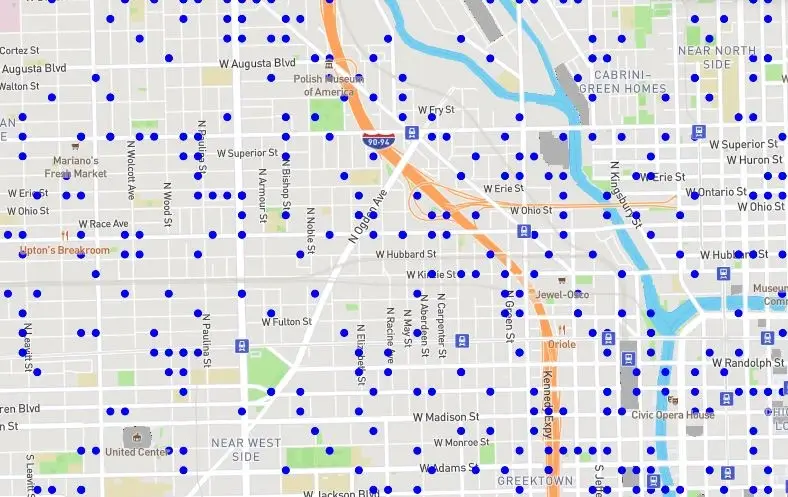 Cortez St
Augusta Blvd
Walton St
W Augusta Blvd
Polish Museum
of America
NEAR NORTH
SIDE
CABRINI-
GREEN HOMES
W Fry St
90-94
N Paulina St
N Wolcott Ave
Mariano's
Fresh Market
W Superior St
W Superior St
W Huron St
W Erie St
W Erie St
W Erie St
W Ontario St
W Ohio St
W Ohio St
W Ohio St
N Wood St
N Armour St
N Bishop St
N Noble St
N Ogden Ave
N Kingsbury St
W Race Ave
Upton's Breakroom
W Hubbard St
W Hubb
St
W Kinzie St
Jewel-Osco
Museum
Com
N Leavitt St
N Paulina St
W Fulton St
N Elizabeth St
N Racine Ave
N May St
N Aberdeen St
N Carpenter St
N Green St
Oriole
W Randolph St
Kennedy Expy
ren Blvd
n St
W Madison St
Civic Opera House
W Monroe St
United Center
NEAR WEST
SIDE
W Adams St
S Leavitt
GREEKTOWN
W Jackson Blvd